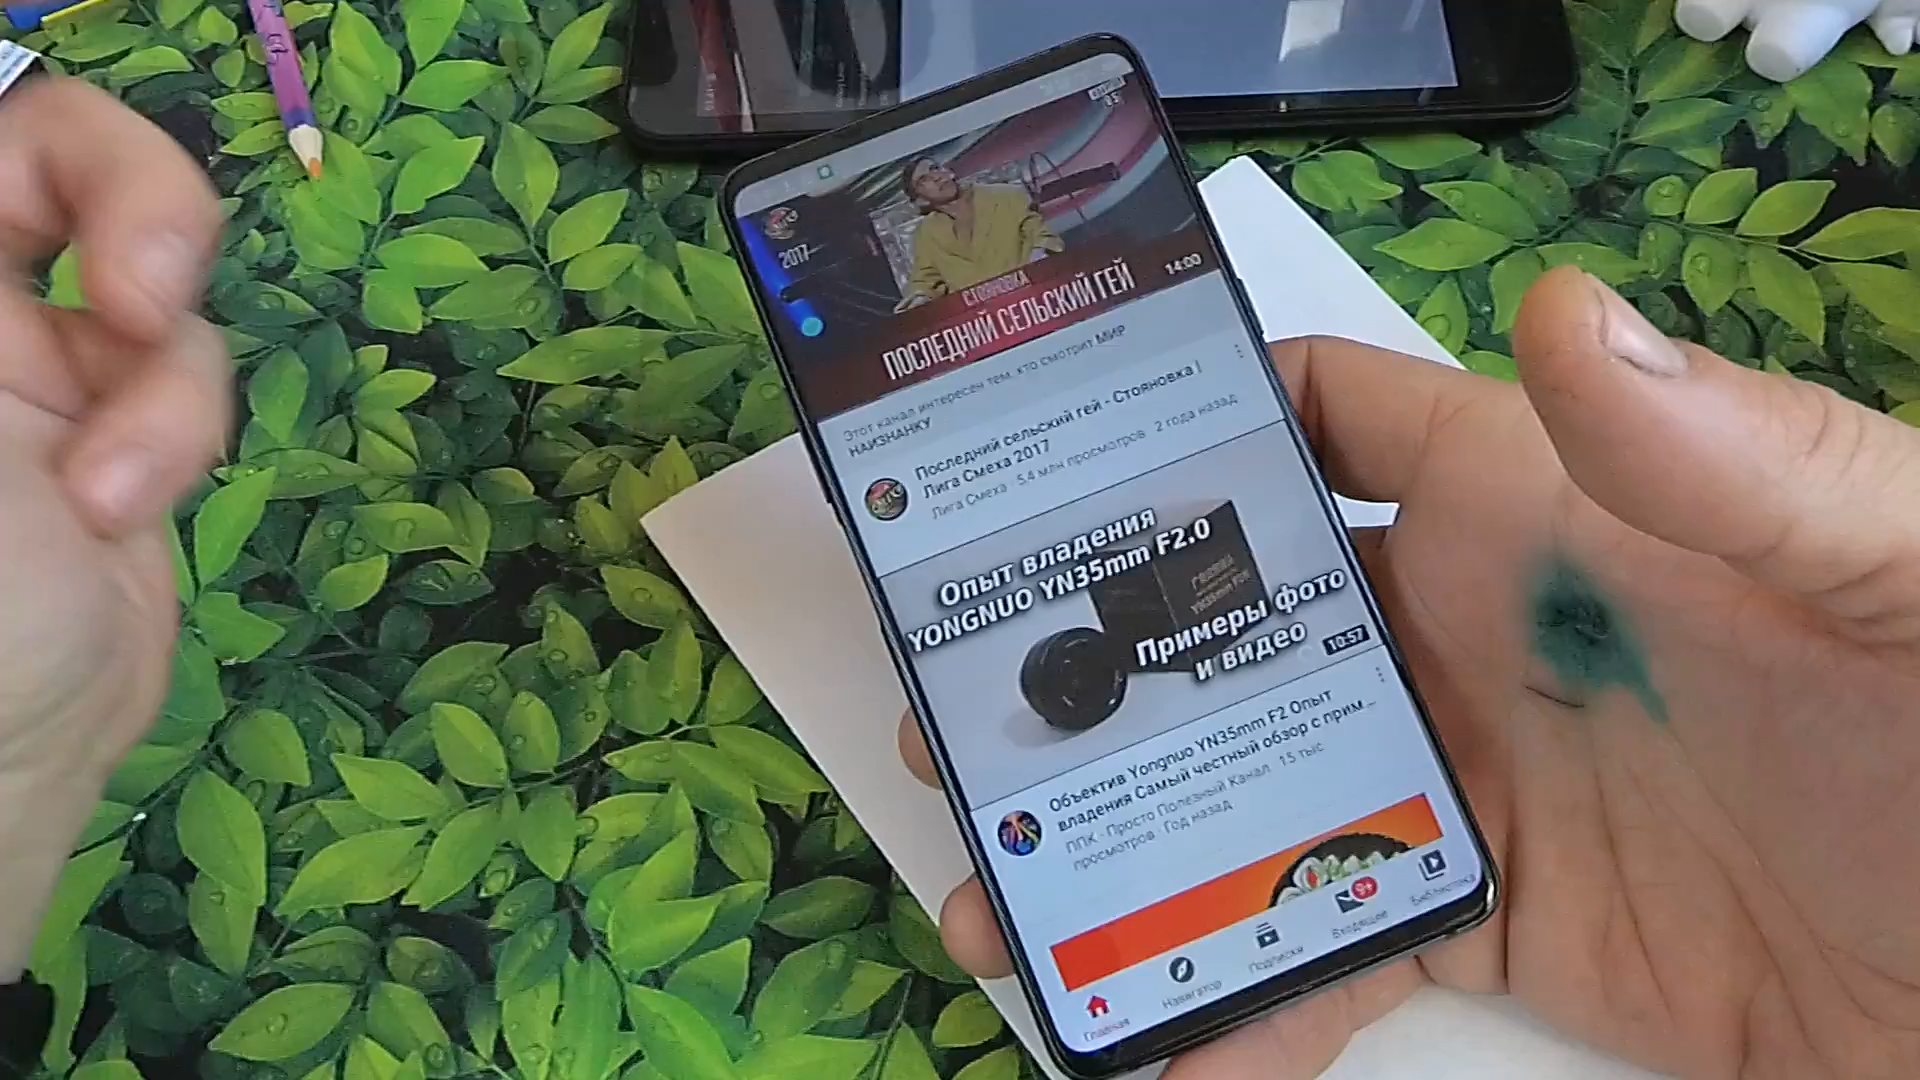 2017
СТОЯНОВКА
ПОСЛЕДНИЙ СЕЛЬСКИЙ ГЕЙ
14:00
Этот канал интересен тем, кто смотрит МИР
НАИЗНАНКУ
Последний сельский гей - Стояновка |
Лига Смеха 2017
Лига Смеха · 5,4 млн просмотров · 2 года назад
Опыт владения
YONGNUO YN35mm F2.0
Примеры фото
и видео
10:57
Объектив Yongnuo YN35mm F2 Опыт
владения Самый честный обзор с прим...
ППК - Просто Полезный Канал · 15 тыс
просмотров · Год назад
Главная
Навигатор
Подписки
9+
Входящие
Библиотека